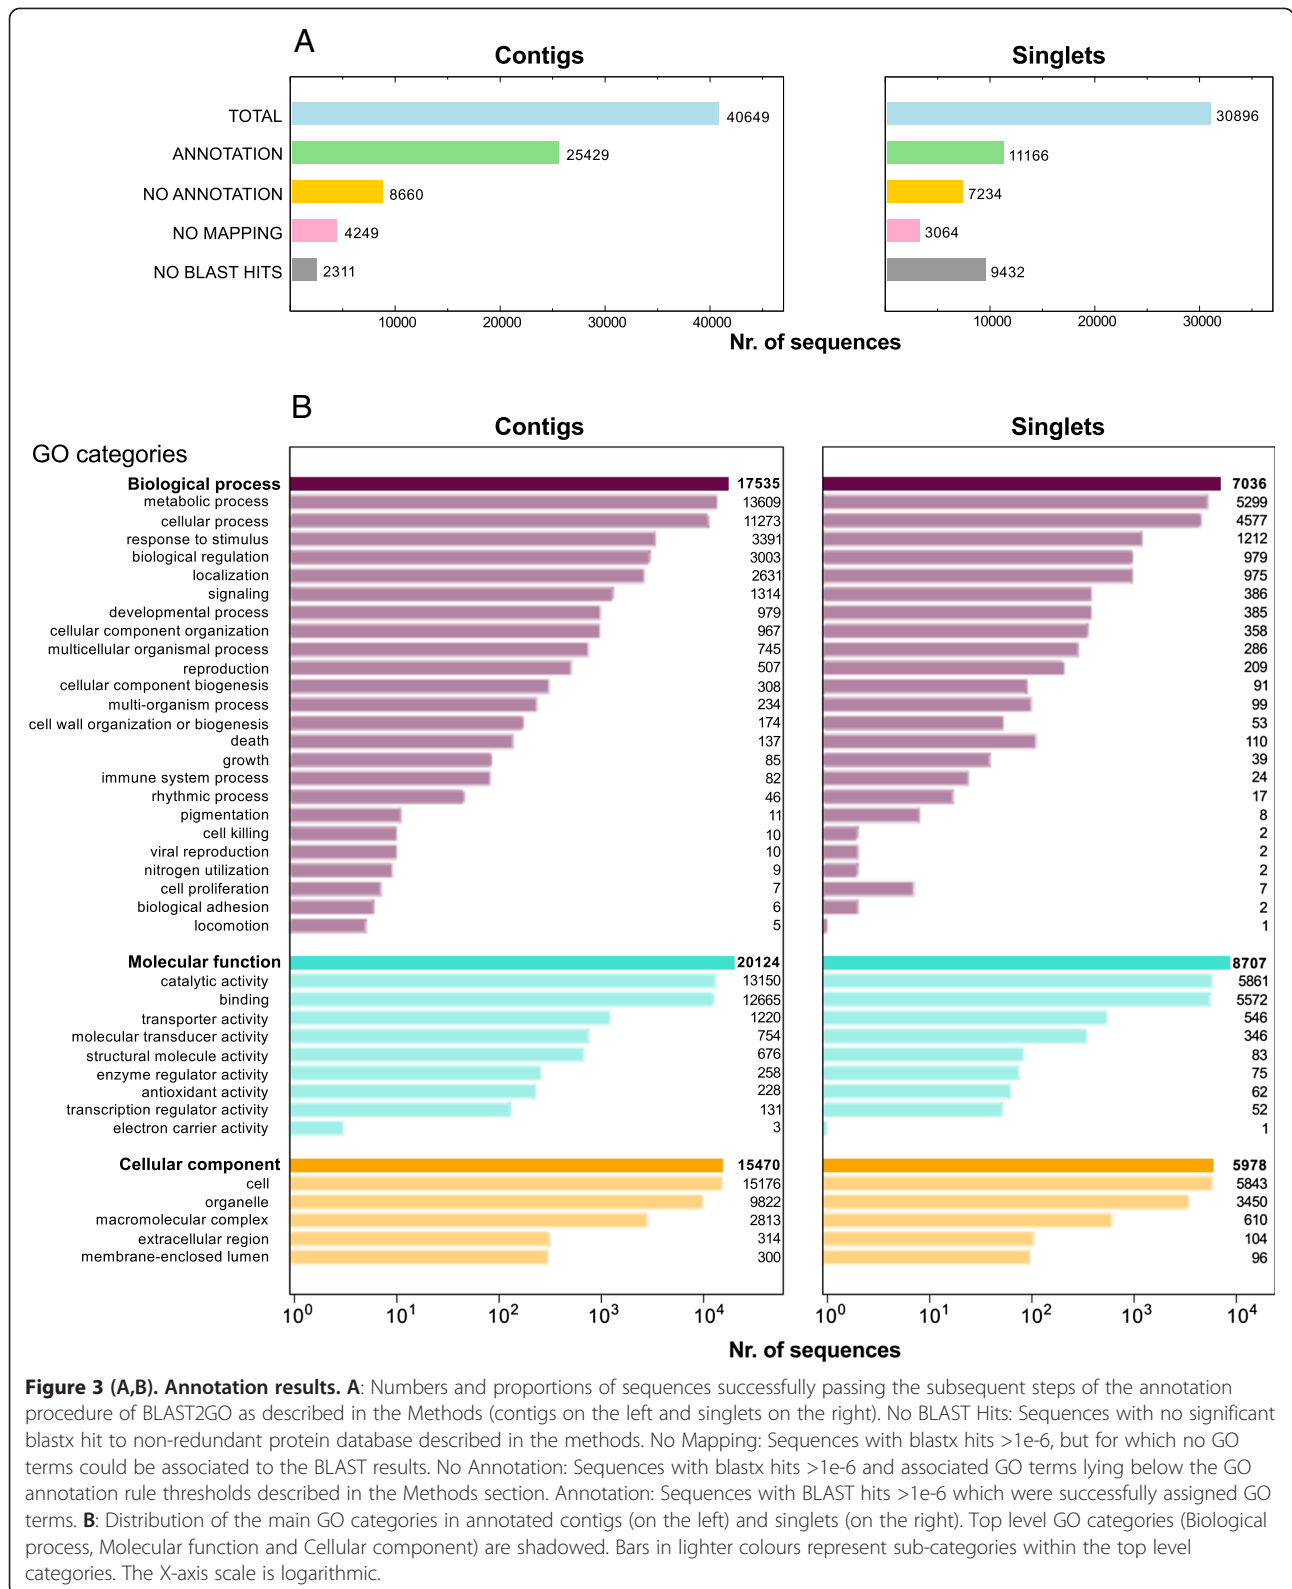 A
Contigs Singlets
TOTAL 40649 30896
ANNOTATION 25429 11166
NO ANNOTATION 8660 7234
NO MAPPING 4249 3064
NO BLAST HITS 2311 9432
10000 20000 30000 40000 10000 20000 30000
Nr. of sequences
B
Contigs Singlets
GO categories
Biological process 17535 7036
metabolic process 13609 5299
cellular process 11273 4577
response to stimulus 3391 1212
biological regulation 3003 979
localization 2631 975
signaling 1314 386
developmental process 979 385
cellular component organization 967 358
multicellular organismal process 745 286
reproduction 507 209
cellular component biogenesis 308 91
multi-organism process 234 99
cell wall organization or biogenesis 174 53
death 137 110
growth 85 39
immune system process 82 24
rhythmic process 46 17
pigmentation 11 8
cell killing 10 2
viral reproduction 10 2
nitrogen utilization 9 2
cell proliferation 7 7
biological adhesion 6 2
locomotion 5 1
Molecular function 20124 8707
catalytic activity 13150 5861
binding 12665 5572
transporter activity 1220 546
molecular transducer activity 754 346
structural molecule activity 676 83
enzyme regulator activity 258 75
antioxidant activity 228 62
transcription regulator activity 131 52
electron carrier activity 3 1
Cellular component 15470 5978
cell 15176 5843
organelle 9822 3450
macromolecular complex 2813 610
extracellular region 314 104
membrane-enclosed lumen 300 96
10⁰ 10¹ 10² 10³ 10⁴ 10⁰ 10¹ 10² 10³ 10⁴
Nr. of sequences
Figure 3 (A,B). Annotation results. A: Numbers and proportions of sequences successfully passing the subsequent steps of the annotation
procedure of BLAST2GO as described in the Methods (contigs on the left and singlets on the right). No BLAST Hits: Sequences with no significant
blastx hit to non-redundant protein database described in the methods. No Mapping: Sequences with blastx hits >1e-6, but for which no GO
terms could be associated to the BLAST results. No Annotation: Sequences with blastx hits >1e-6 and associated GO terms lying below the GO
annotation rule thresholds described in the Methods section. Annotation: Sequences with BLAST hits >1e-6 which were successfully assigned GO
terms. B: Distribution of the main GO categories in annotated contigs (on the left) and singlets (on the right). Top level GO categories (Biological
process, Molecular function and Cellular component) are shadowed. Bars in lighter colours represent sub-categories within the top level
categories. The X-axis scale is logarithmic.